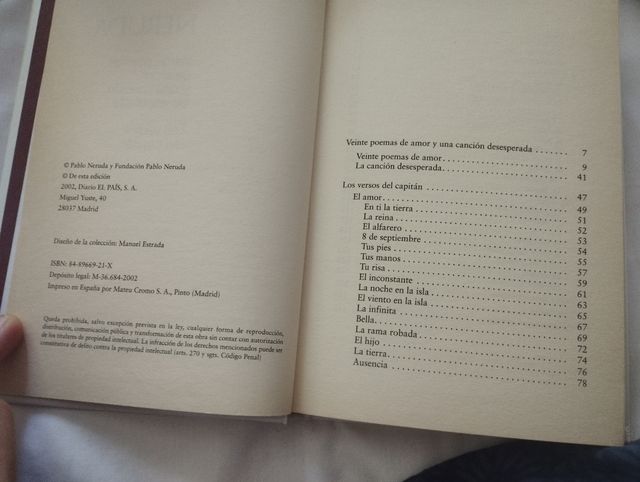 © Pablo Neruda y Fundación Pablo Neruda
© De esta edición
2002, Diario EL PAÍS, S. A.
Miguel Yuste, 40
28037 Madrid
Diseño de la colección: Manuel Estrada
ISBN: 84-89669-21-X
Depósito legal: M-36.684-2002
Impreso en España por Mateu Cromo S. A., Pinto (Madrid)
Queda prohibida, salvo excepción prevista en la ley, cualquier forma de reproducción,
distribución, comunicación pública y transformación de esta obra sin contar con autorización
de los titulares de propiedad intelectual. La infracción de los derechos mencionados puede ser
constitutiva de delito contra la propiedad intelectual (arts. 270 y sgts. Código Penal)
Veinte poemas de amor y una canción desesperada 7
Veinte poemas de amor 9
La canción desesperada 41
Los versos del capitán 47
El amor 49
En ti la tierra 51
La reina 52
El alfarero 53
8 de septiembre 54
Tus pies 55
Tus manos 57
Tu risa 59
El inconstante 61
La noche en la isla 63
El viento en la isla 65
La infinita 67
Bella 69
La rama robada 72
El hijo 74
La tierra 76
Ausencia 78